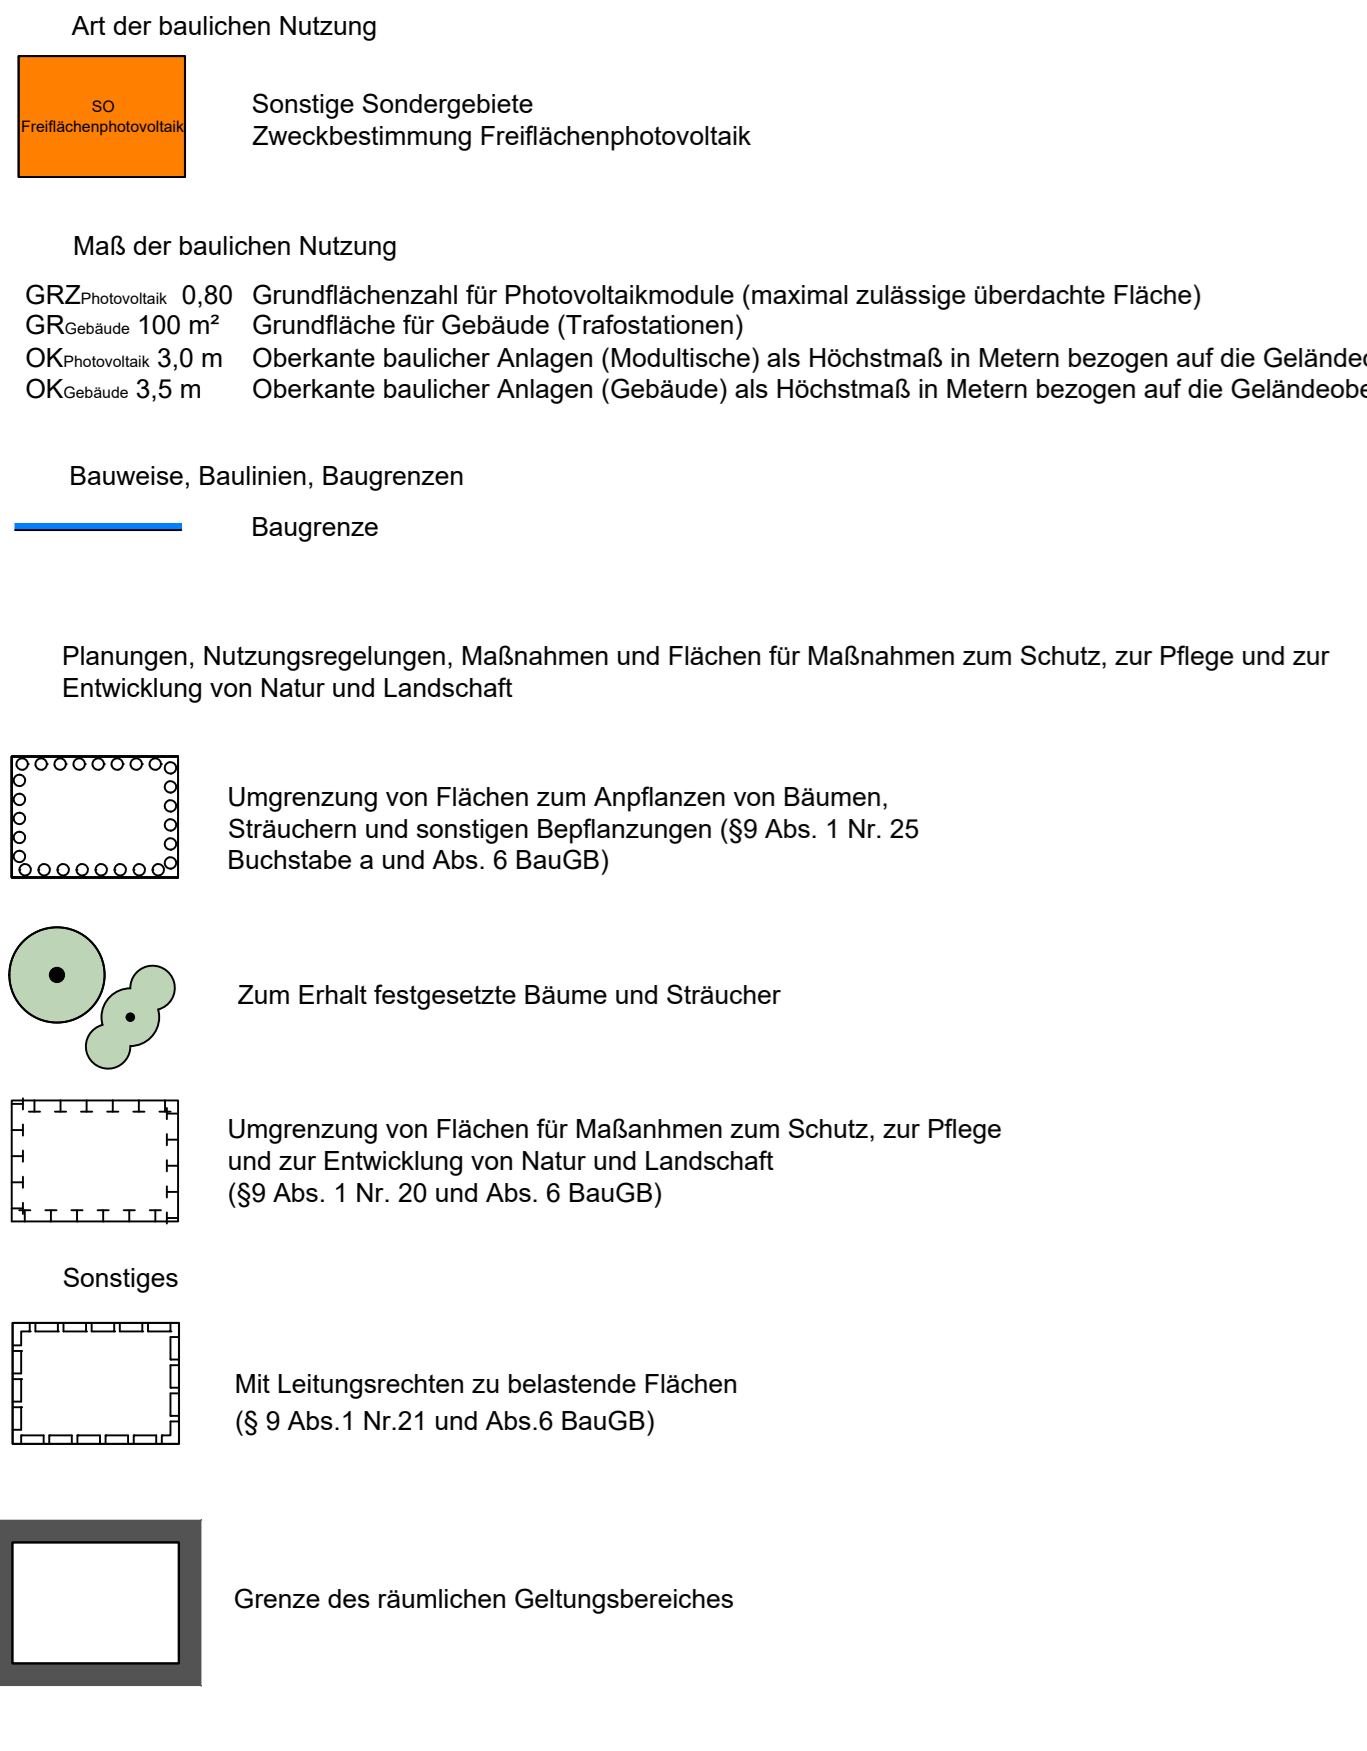 Art der baulichen Nutzung
SO
Freiflächenphotovoltaik
Sonstige Sondergebiete
Zweckbestimmung Freiflächenphotovoltaik
Maß der baulichen Nutzung
GRZPhotovoltaik 0,80 Grundflächenzahl für Photovoltaikmodule (maximal zulässige überdachte Fläche)
GRGebäude 100 m² Grundfläche für Gebäude (Trafostationen)
OKPhotovoltaik 3,0 m Oberkante baulicher Anlagen (Modultische) als Höchstmaß in Metern bezogen auf die
OKGebäude 3,5 m Oberkante baulicher Anlagen (Gebäude) als Höchstmaß in Metern bezogen auf die
Bauweise, Baulinien, Baugrenzen
Baugrenze
Planungen, Nutzungsregelungen, Maßnahmen und Flächen für Maßnahmen zum Schutz, zur Pflege und zur
Entwicklung von Natur und Landschaft
Umgrenzung von Flächen zum Anpflanzen von Bäumen,
Sträuchern und sonstigen Bepflanzungen (§9 Abs. 1 Nr. 25
Buchstabe a und Abs. 6 BauGB)
Zum Erhalt festgesetzte Bäume und Sträucher
Umgrenzung von Flächen für Maßanhmen zum Schutz, zur Pflege
und zur Entwicklung von Natur und Landschaft
(§9 Abs. 1 Nr. 20 und Abs. 6 BauGB)
Sonstiges
Mit Leitungsrechten zu belastende Flächen
(§ 9 Abs.1 Nr.21 und Abs.6 BauGB)
Grenze des räumlichen Geltungsbereiches